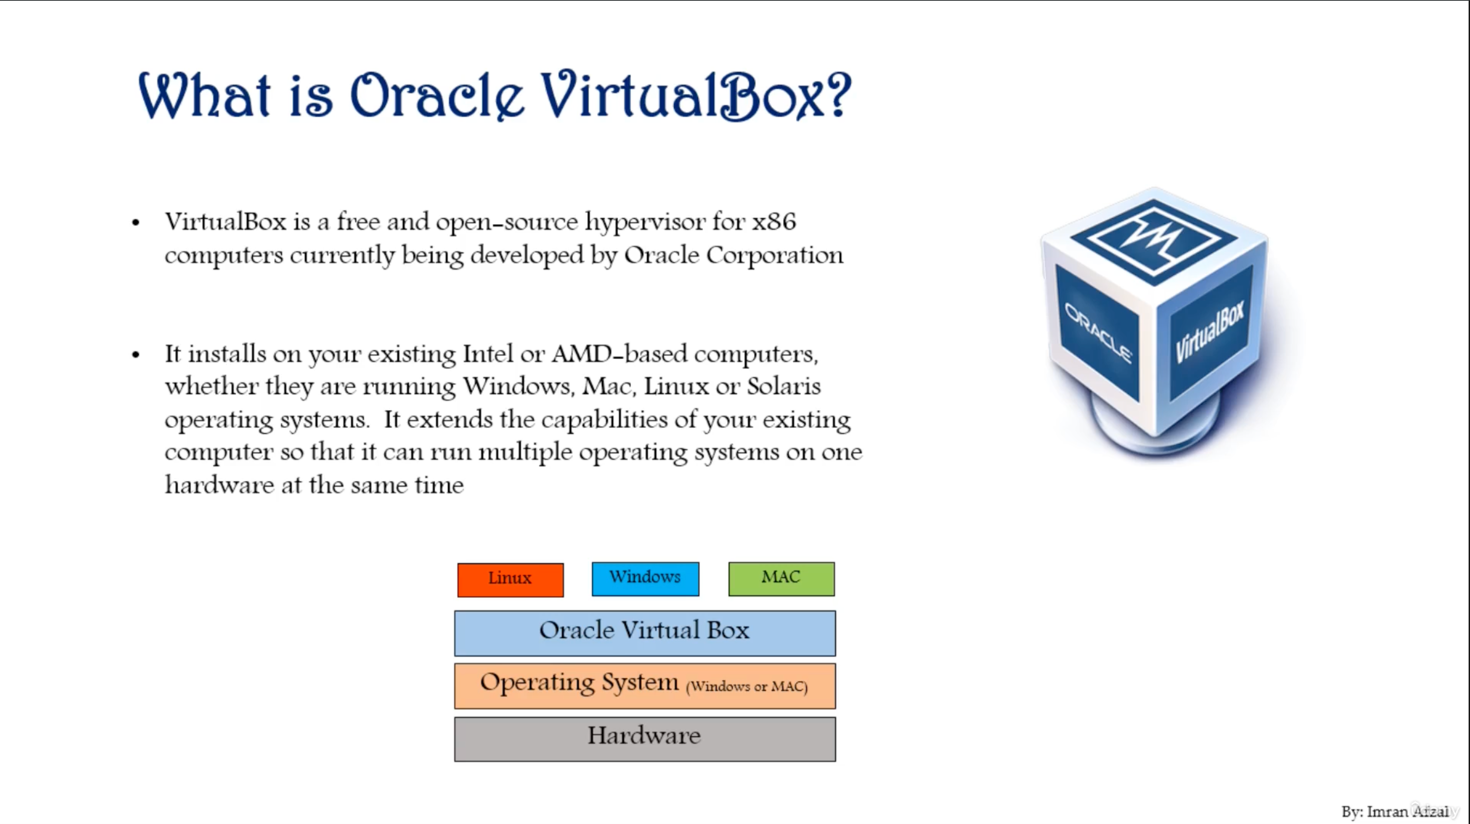 What is Oracle VirtualBox?
• VirtualBox is a free and open-source hypervisor for x86
computers currently being developed by Oracle Corporation
• It installs on your existing Intel or AMD-based computers,
whether they are running Windows, Mac, Linux or Solaris
operating systems.  It extends the capabilities of your existing
computer so that it can run multiple operating systems on one
hardware at the same time
ORACLE
VirtualBox
Linux
Windows
MAC
Oracle Virtual Box
Operating System (Windows or MAC)
Hardware
By: Imran Afzal
Udemy